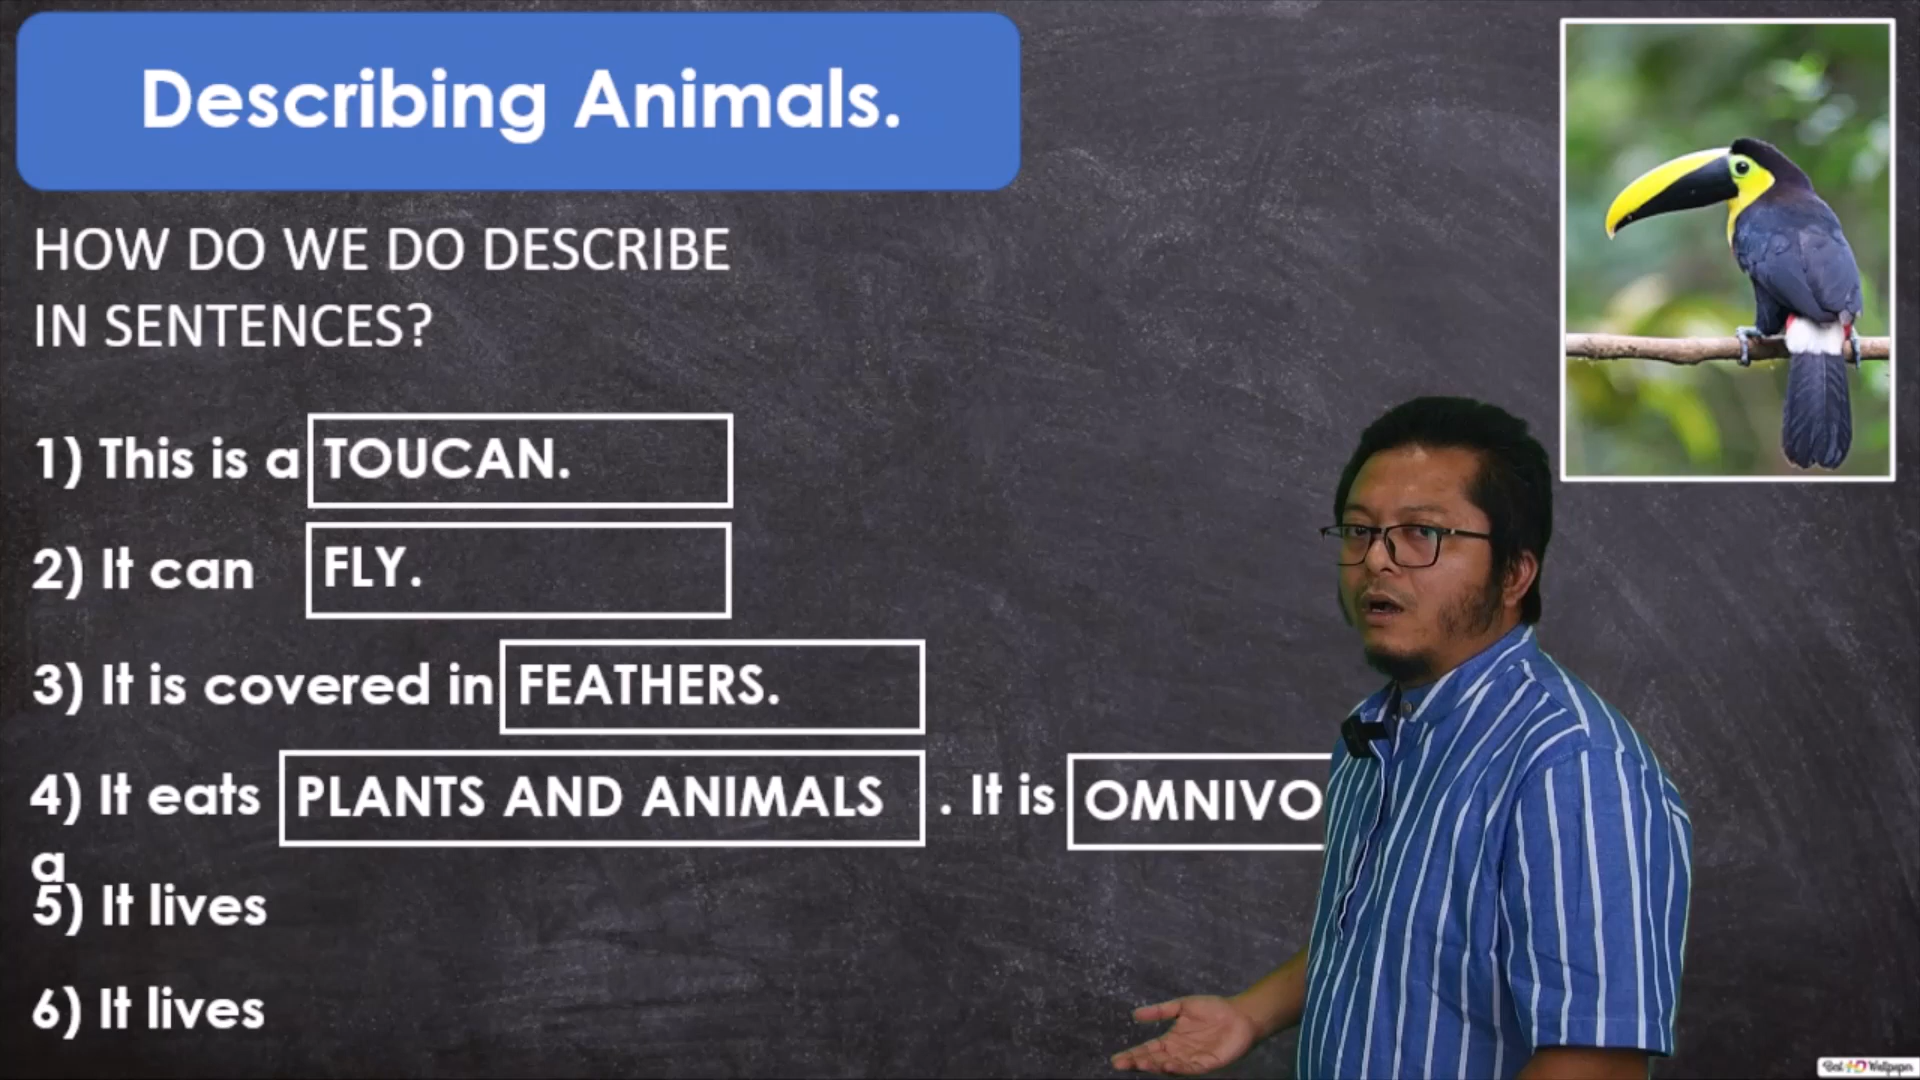 Describing Animals.
HOW DO WE DO DESCRIBE
IN SENTENCES?
1) This is a TOUCAN.
2) It can FLY.
3) It is covered in FEATHERS.
4) It eats PLANTS AND ANIMALS . It is OMNIVO
a
5) It lives
6) It lives